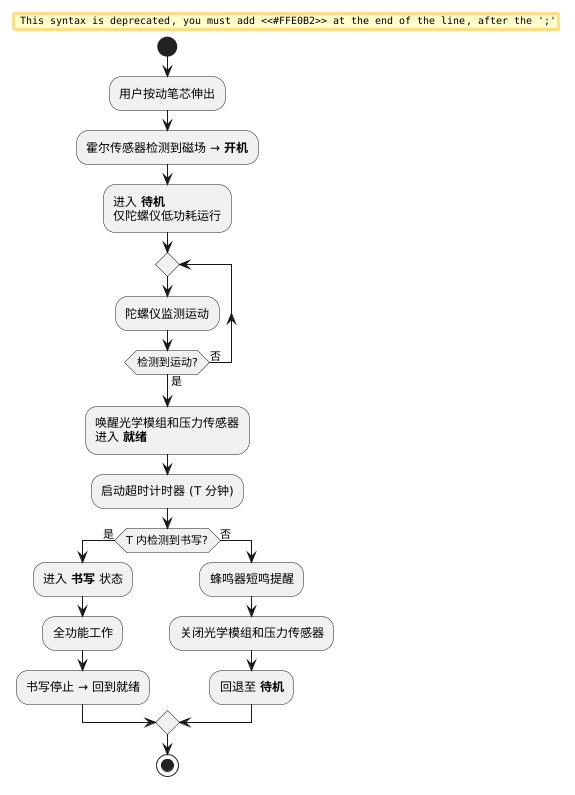 This syntax is deprecated, you must add <<#FFE0B2>> at the end of the line, after the ';'
用户按动笔芯伸出
霍尔传感器检测到磁场 → 开机
进入 待机
仅陀螺仪低功耗运行
陀螺仪监测运动
检测到运动?
否
是
唤醒光学模组和压力传感器
进入 就绪
启动超时计时器 (T 分钟)
是
T 内检测到书写?
否
进入 书写 状态
蜂鸣器短鸣提醒
全功能工作
关闭光学模组和压力传感器
书写停止 → 回到就绪
回退至 待机